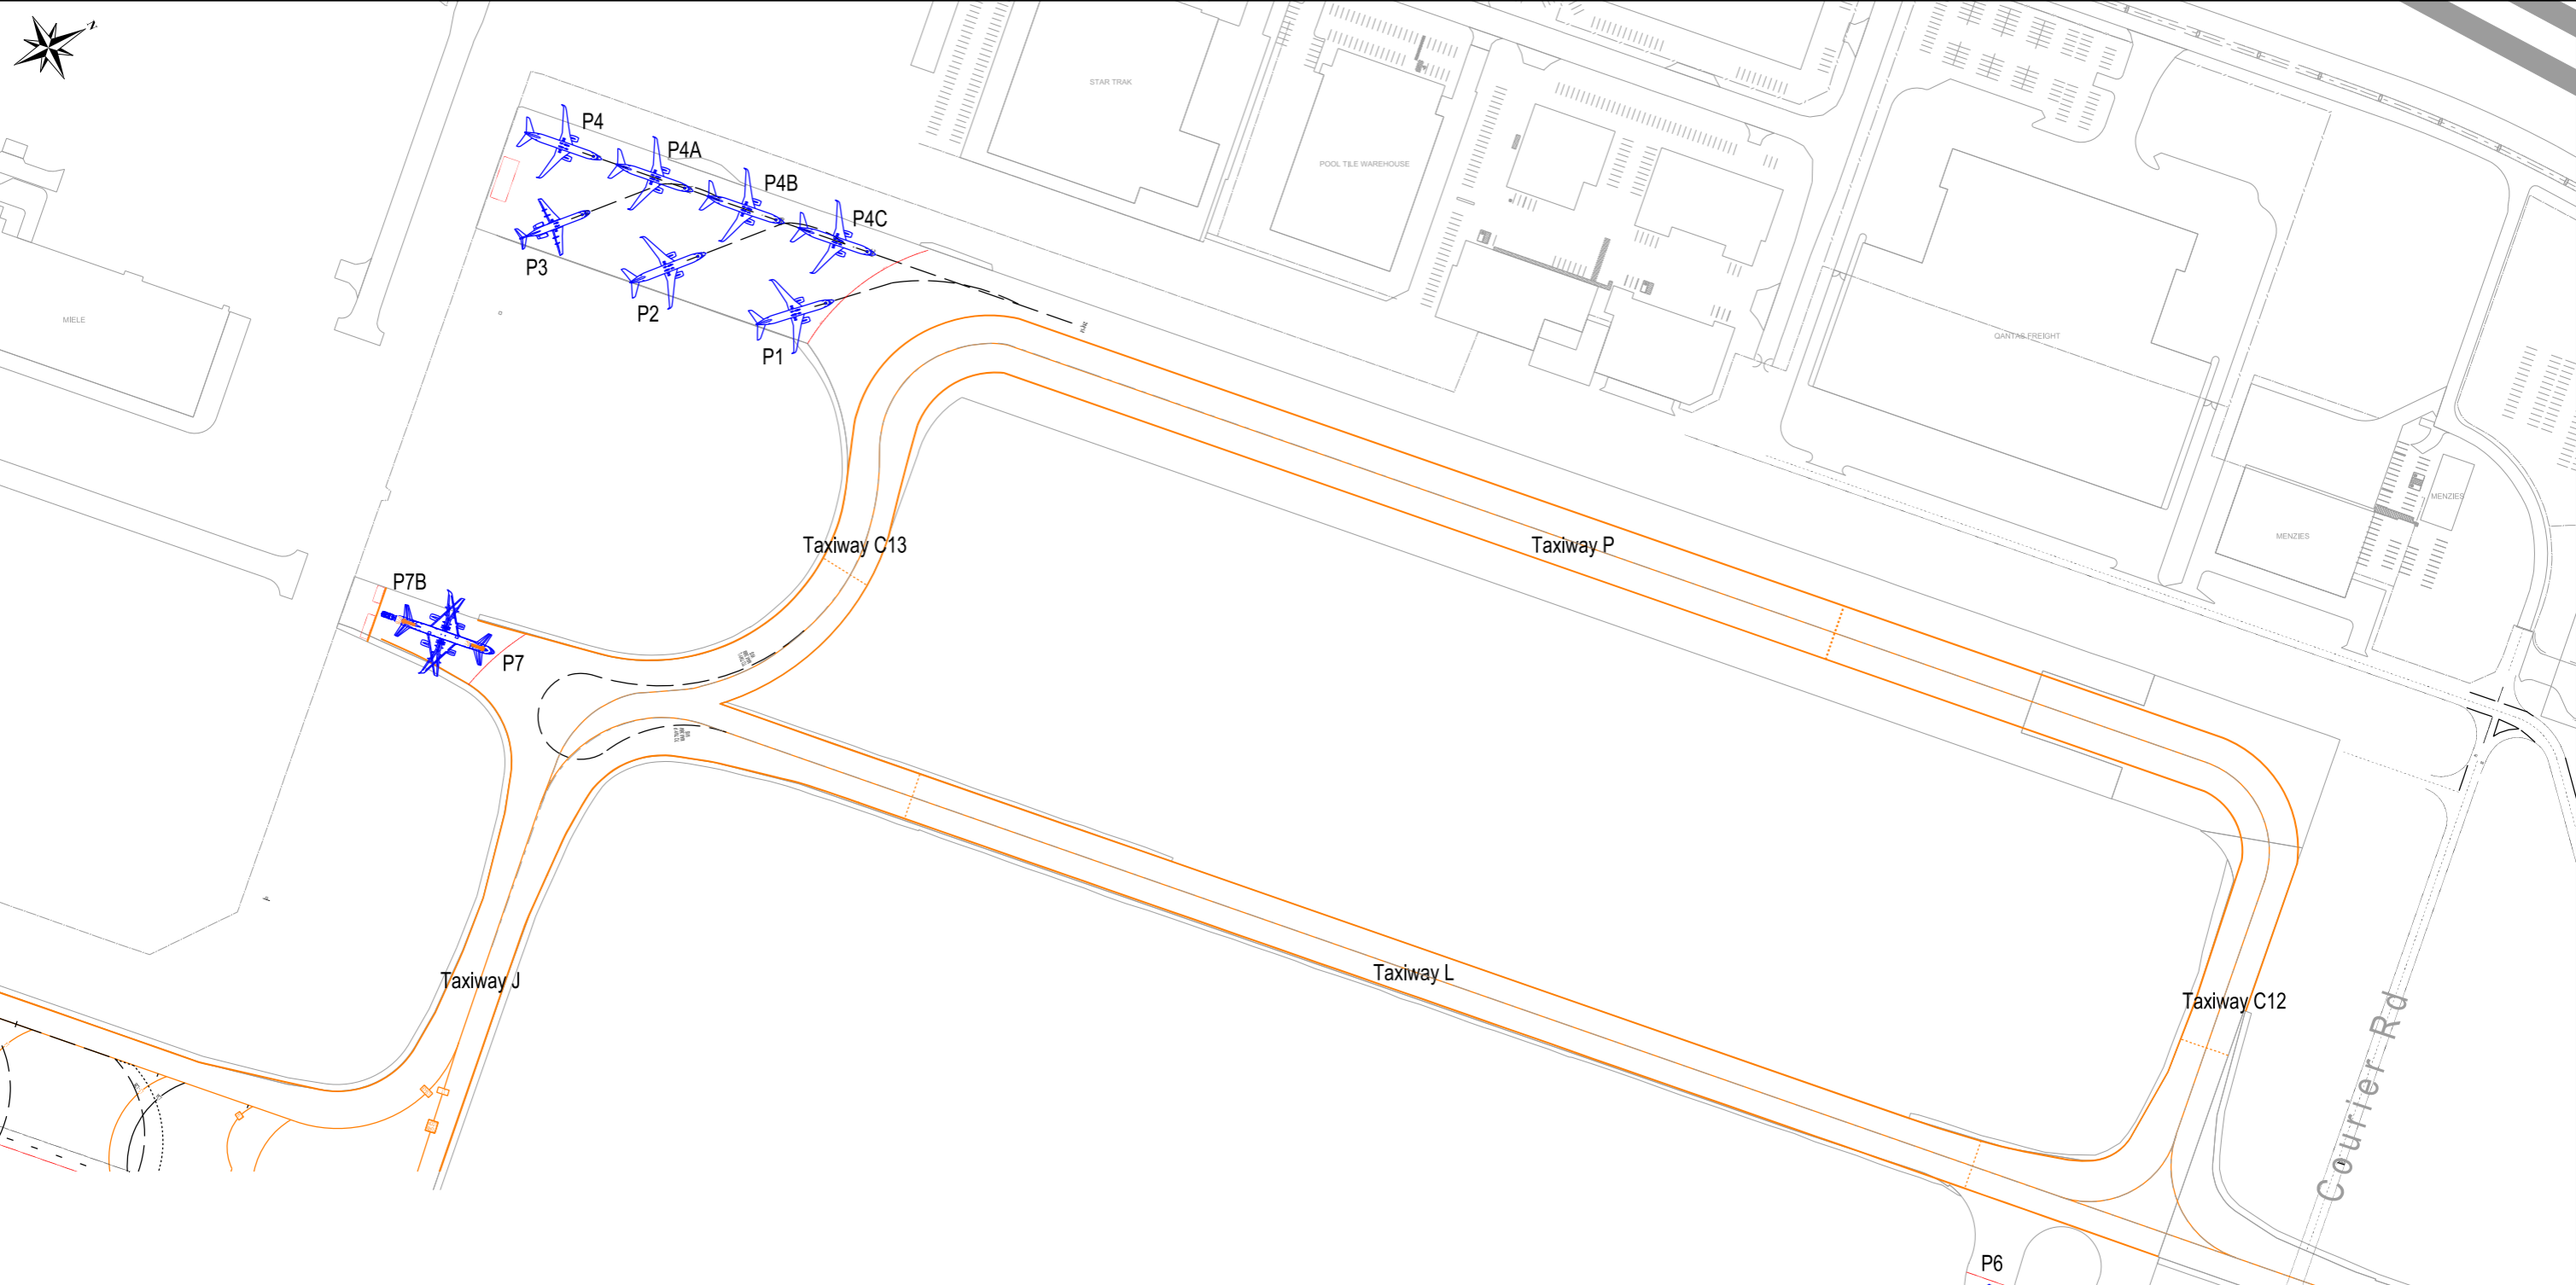 N
STAR TRAK
P4
P4A
POOL TILE WAREHOUSE
P4B
P4C
P3
P2
MIELE
QANTAS FREIGHT
P1
MENZIES
MENZIES
Taxiway C13
Taxiway P
P7B
P7
Taxiway L
Taxiway J
Taxiway C12
Courier Rd
P6